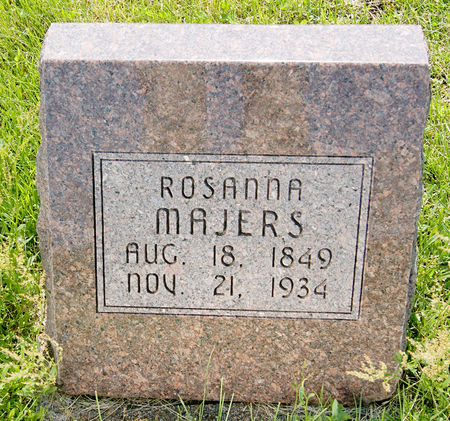 ROSANNA
MAJERS
AUG. 18, 1849
NOV. 21, 1934